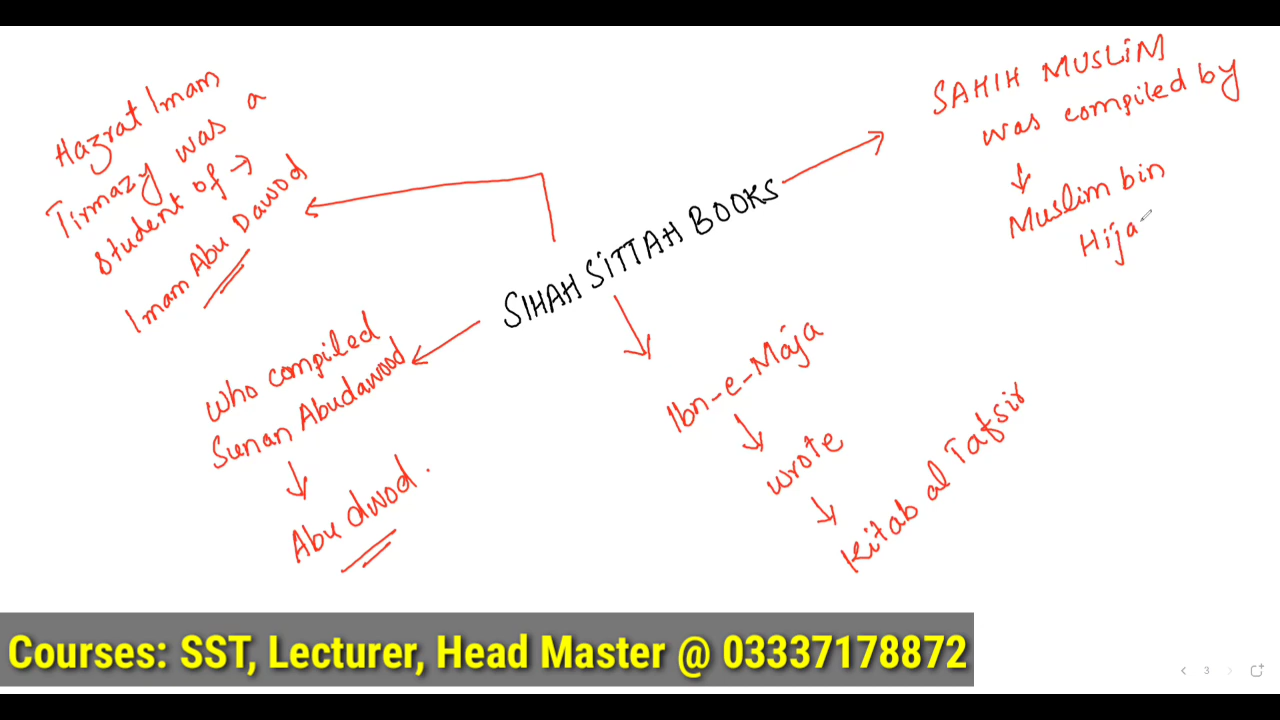 Hazrat Imam
Tirmazy was a
student of →
Imam Abu Dawod
SIHAH SITTAH BOOKS
SAHIH MUSLIM
was compiled by
↓
Muslim bin
Hija
who compiled
Sunan Abudawood
↓
Abu dwod.
Ibn-e-Maja
↓
wrote
↓
Kitab al Tafsir
Courses: SST, Lecturer, Head Master @ 03337178872
3